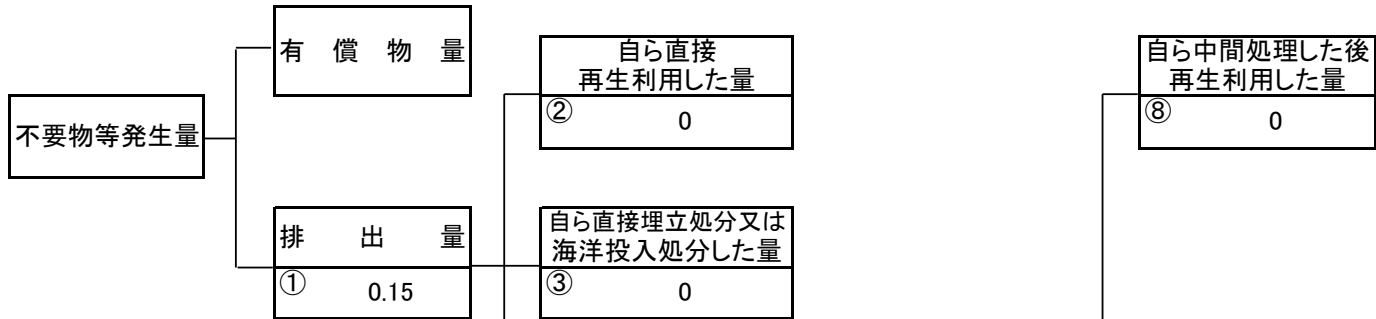 有償物量
自ら直接
再生利用した量
②
0
自ら中間処理した後
再生利用した量
⑧
0
不要物等発生量
排出量
①
0.15
自ら直接埋立処分又は
海洋投入処分した量
③
0